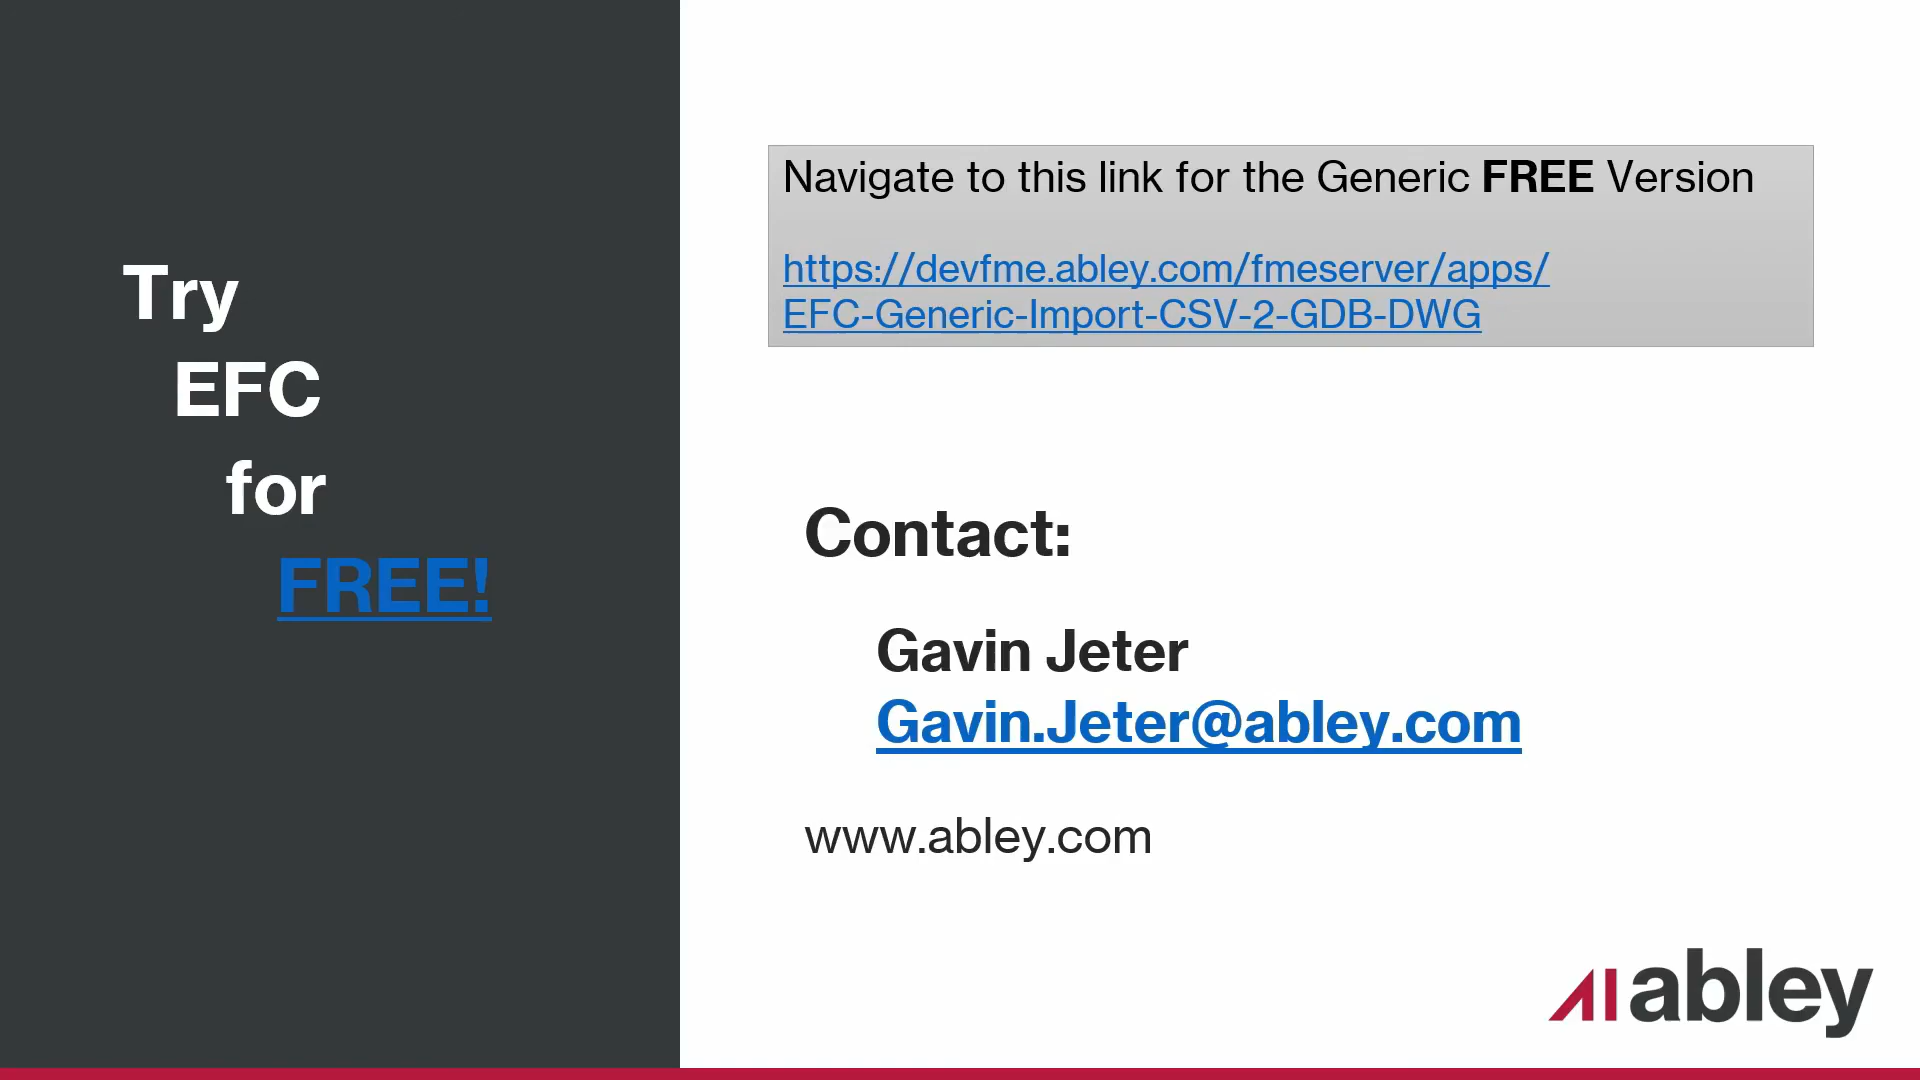 Try
EFC
for
FREE!
Navigate to this link for the Generic FREE Version
https://devfme.abley.com/fmeserver/apps/
EFC-Generic-Import-CSV-2-GDB-DWG
Contact:
Gavin Jeter
Gavin.Jeter@abley.com
www.abley.com
abley